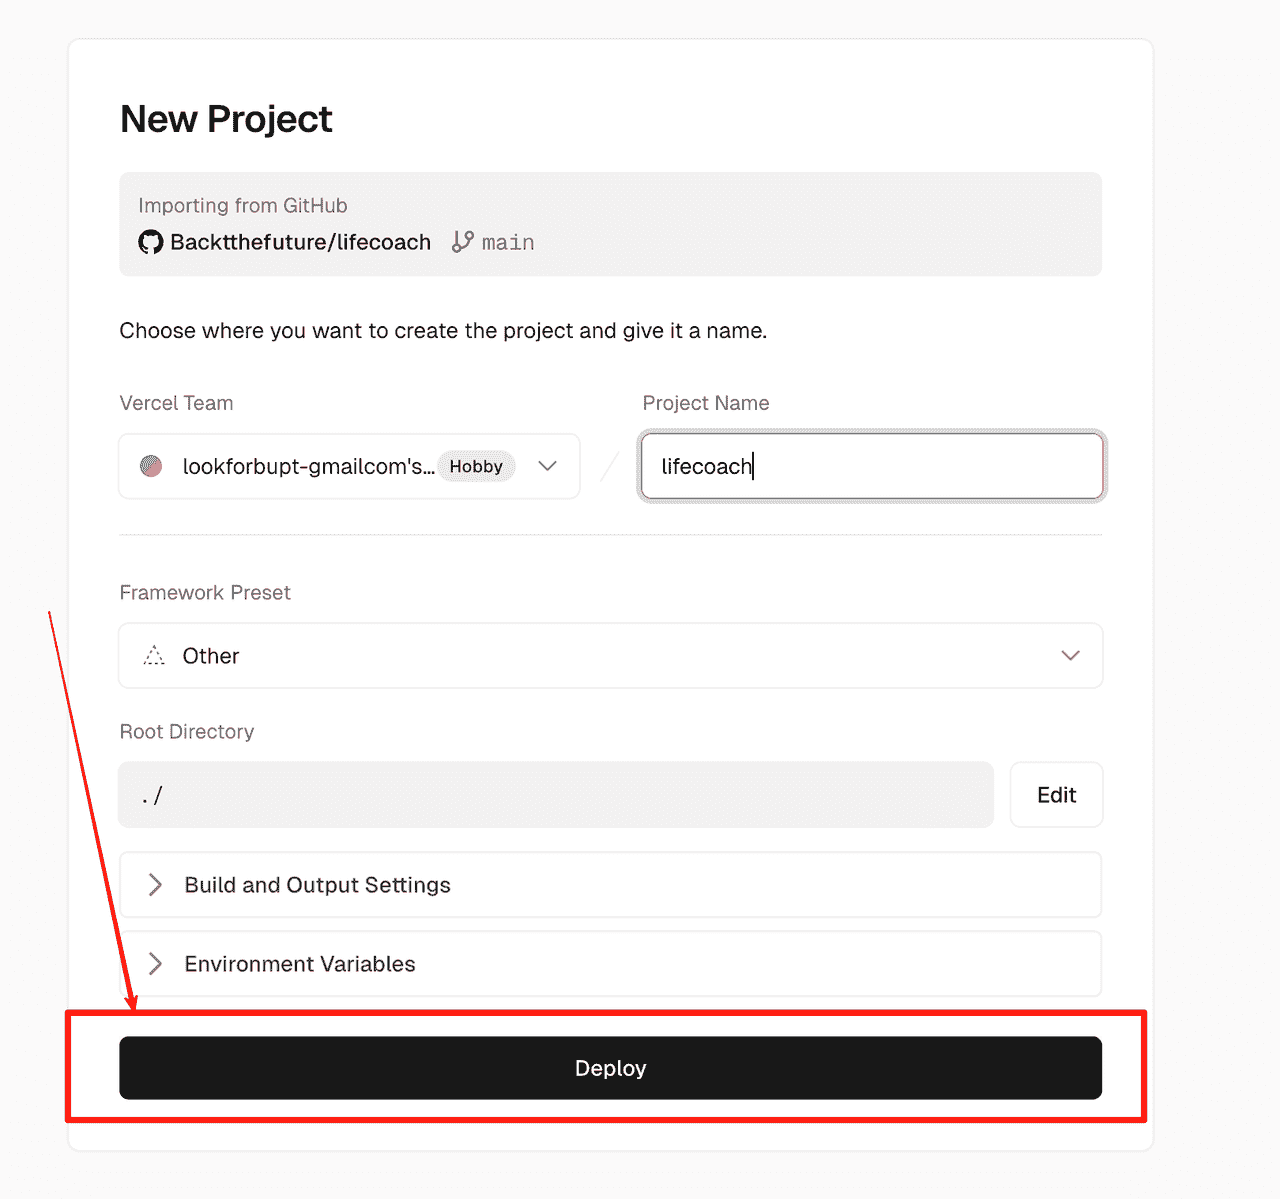 New Project
Importing from GitHub
Backtthefuture/lifecoach main
Choose where you want to create the project and give it a name.
Vercel Team
Project Name
lookforbupt-gmailcom's... Hobby
lifecoach
Framework Preset
Other
Root Directory
./
Edit
Build and Output Settings
Environment Variables
Deploy